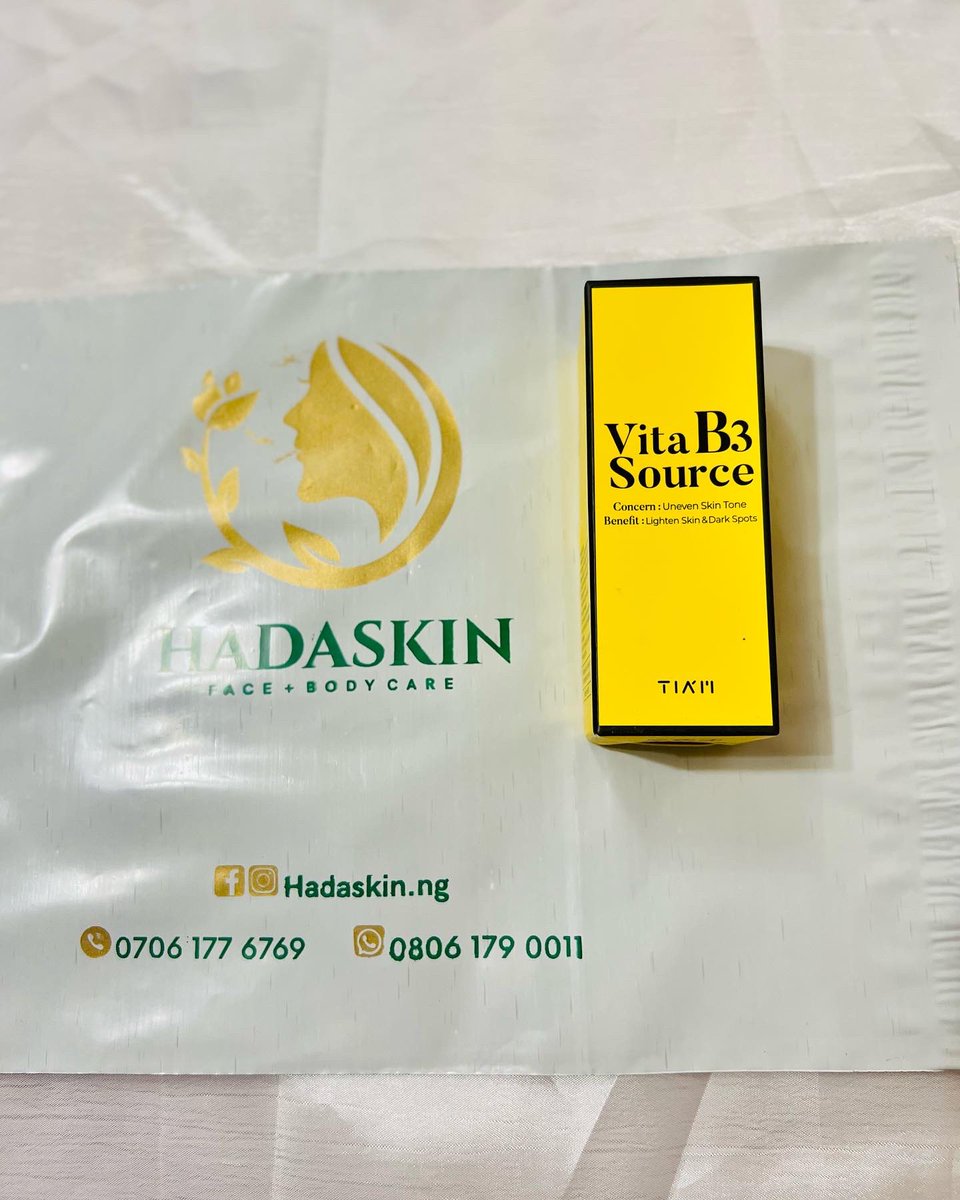 HADASKIN
FACE + BODY CARE
Hadaskin.ng
0706 177 6769
0806 179 0011
Vita B3
Source
Concern : Uneven Skin Tone
Benefit : Lighten Skin & Dark Spots
TIA'M